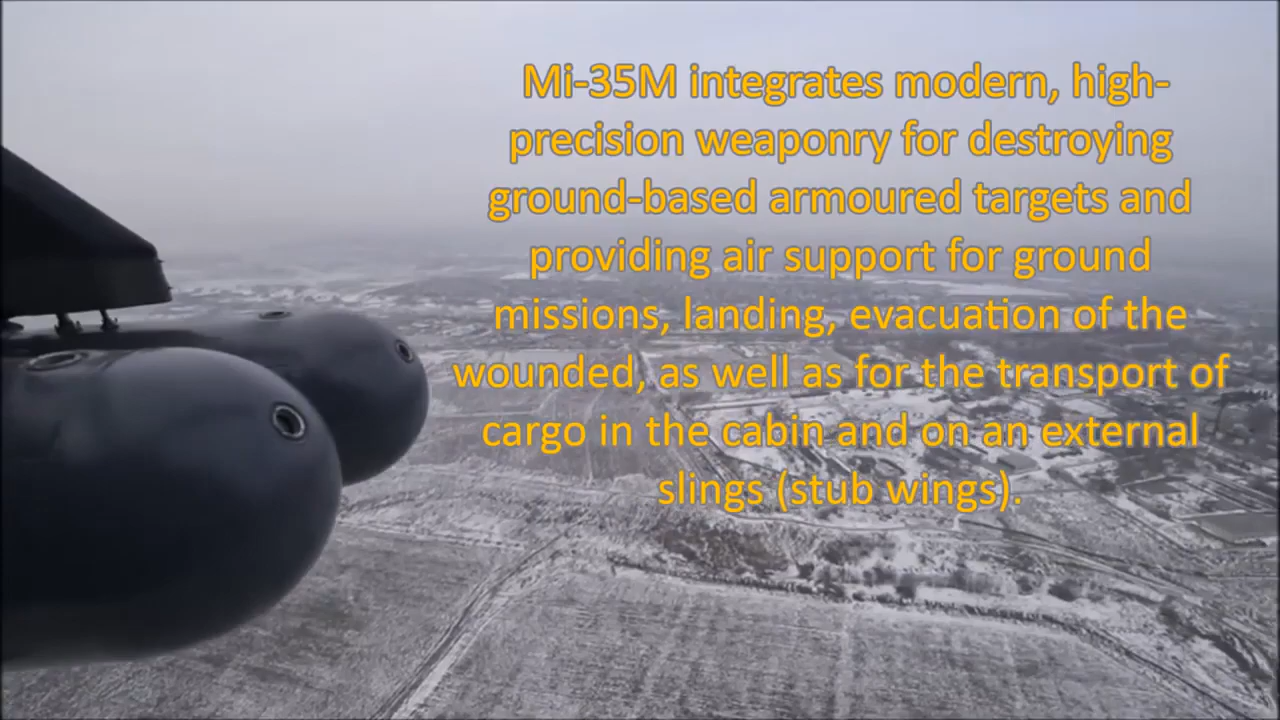 Mi-35M integrates modern, high-
precision weaponry for destroying
ground-based armoured targets and
providing air support for ground
missions, landing, evacuation of the
wounded, as well as for the transport of
cargo in the cabin and on an external
slings (stub wings).